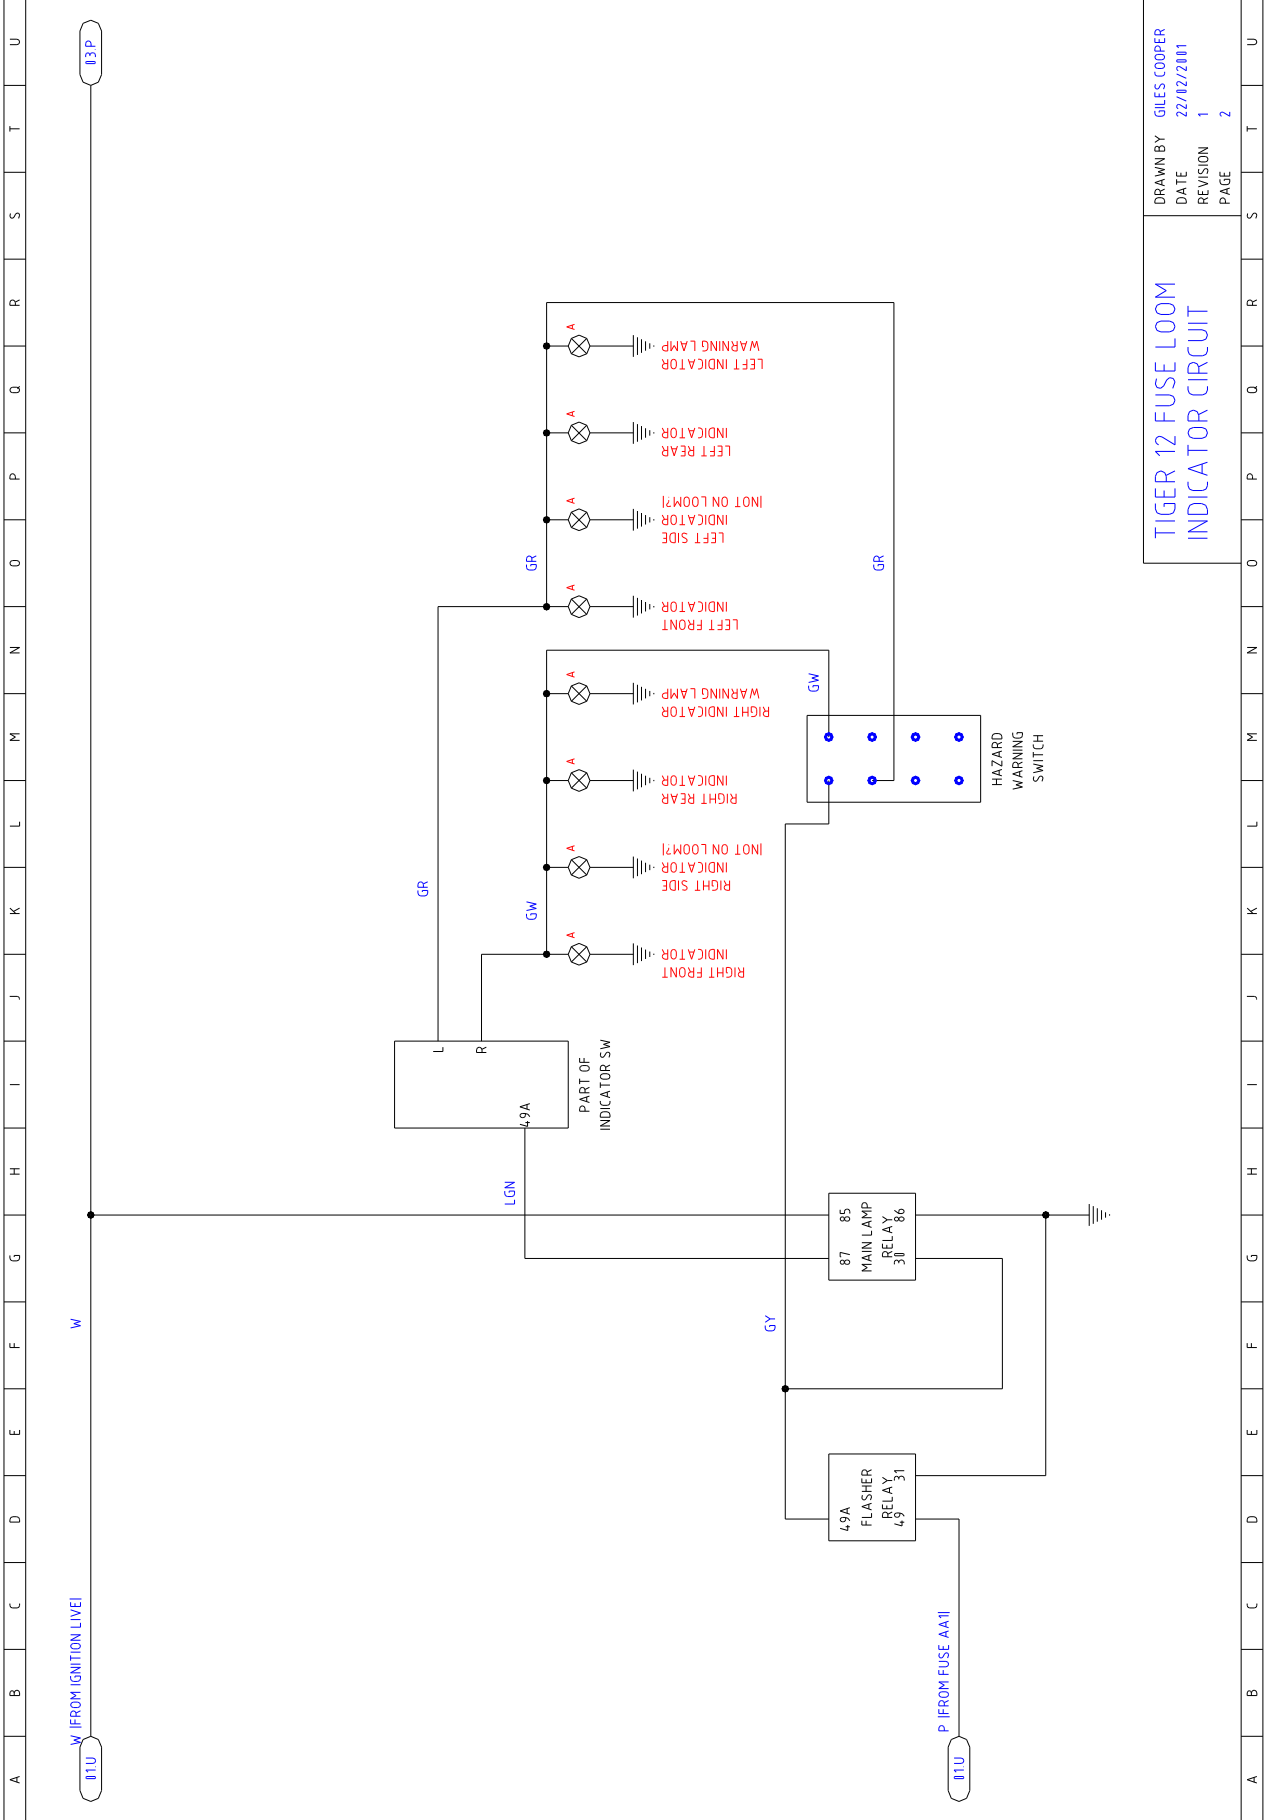 A
B
C
D
E
F
G
H
I
J
K
L
M
N
O
P
Q
R
S
T
U
01.U
W (FROM IGNITION LIVE)
W
03.P
GR
L
R
49A
PART OF
INDICATOR SW
LGN
GW
A
RIGHT FRONT
INDICATOR
A
RIGHT SIDE
INDICATOR
(NOT ON LOOM?)
A
RIGHT REAR
INDICATOR
A
RIGHT INDICATOR
WARNING LAMP
GR
A
LEFT FRONT
INDICATOR
A
LEFT SIDE
INDICATOR
(NOT ON LOOM?)
A
LEFT REAR
INDICATOR
A
LEFT INDICATOR
WARNING LAMP
GY
GW
GR
49A
FLASHER
RELAY
49 31
87 85
MAIN LAMP
RELAY
30 86
HAZARD
WARNING
SWITCH
P (FROM FUSE AA1)
01.U
TIGER 12 FUSE LOOM
INDICATOR CIRCUIT
DRAWN BY GILES COOPER
DATE 22/02/2001
REVISION 1
PAGE 2
A
B
C
D
E
F
G
H
I
J
K
L
M
N
O
P
Q
R
S
T
U